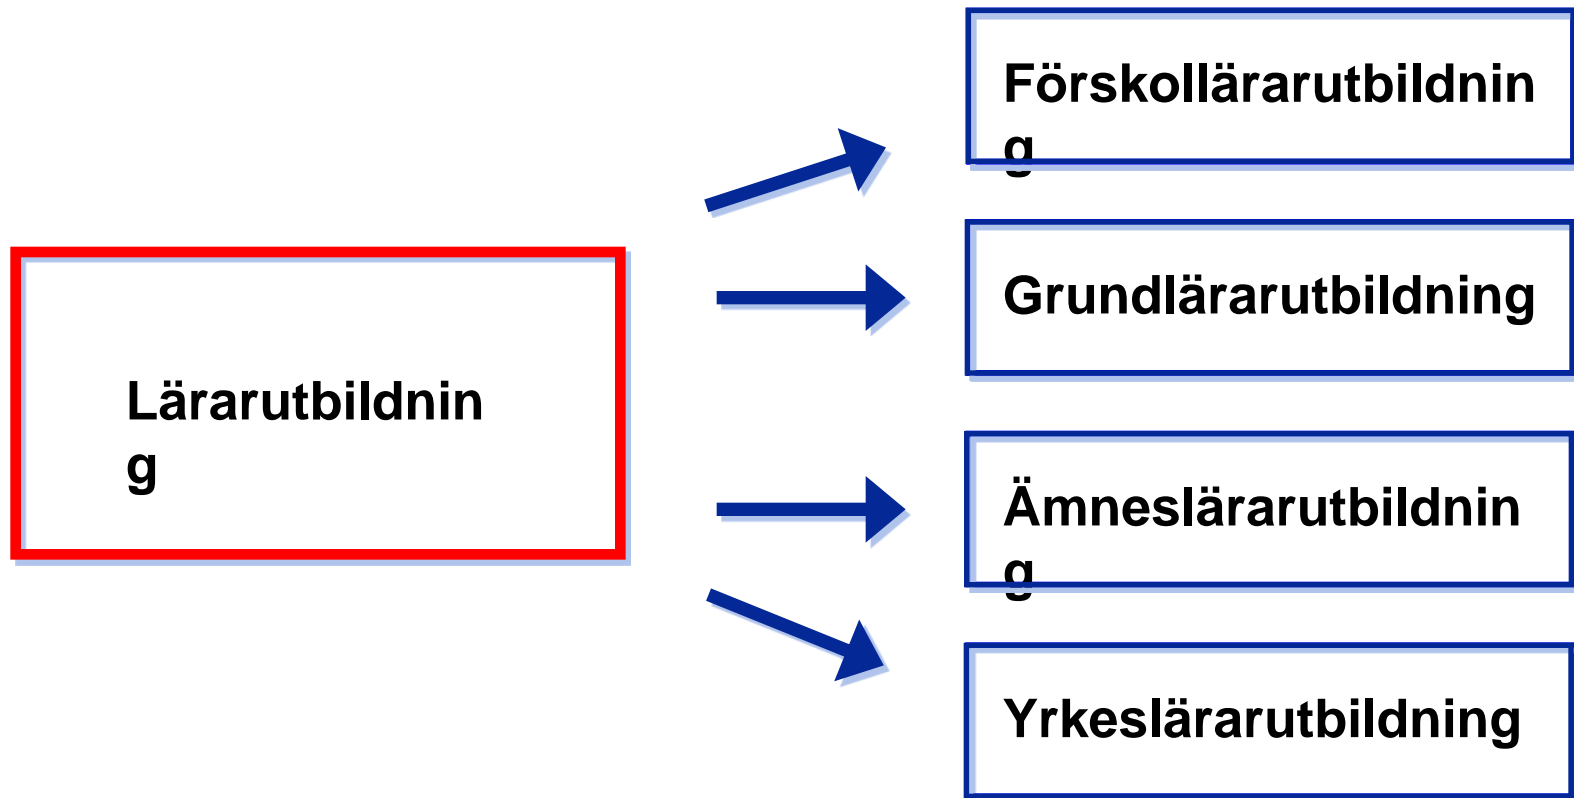 Förskollärarutbildnin
g
Grundlärarutbildning
Lärarutbildnin
g
Ämneslärarutbildnin
g
Yrkeslärarutbildning